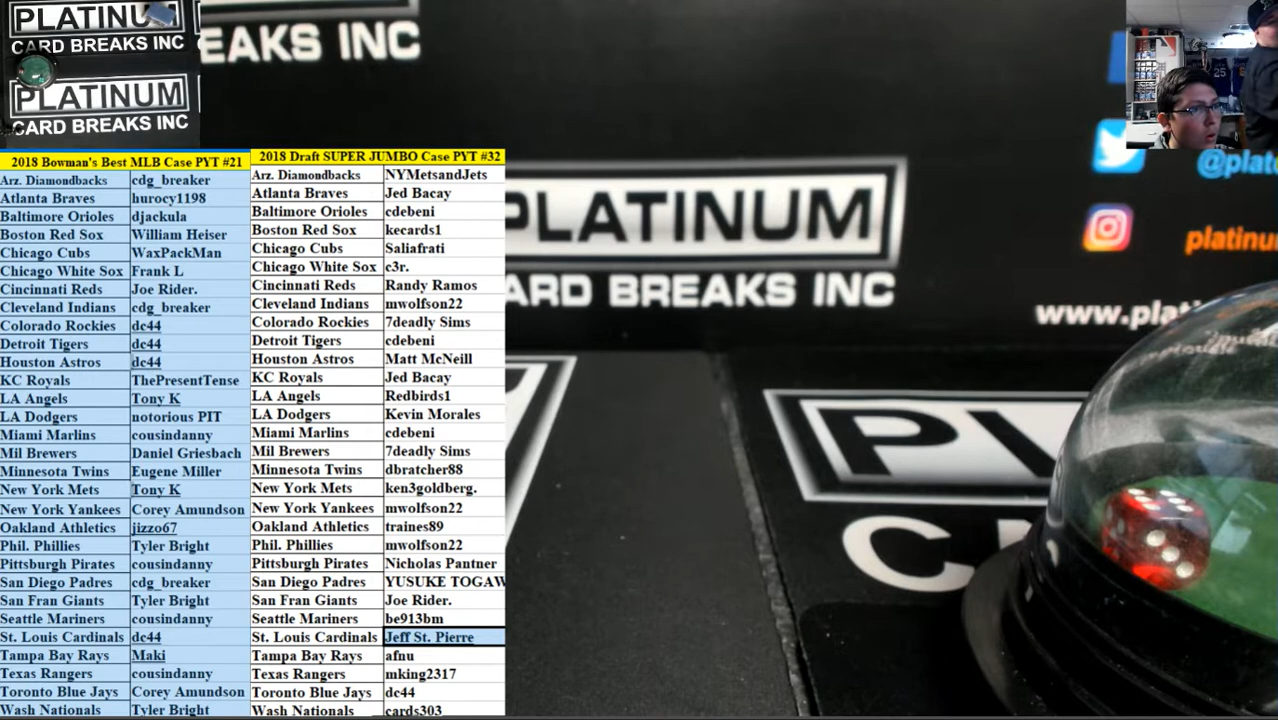 PLATINUM
CARD BREAKS INC
PLATINUM
CARD BREAKS INC
EAKS INC
2018 Bowman's Best MLB Case PYT #21
Arz. Diamondbacks cdg_breaker
Atlanta Braves hurocy1198
Baltimore Orioles djackula
Boston Red Sox William Heiser
Chicago Cubs WaxPackMan
Chicago White Sox Frank L
Cincinnati Reds Joe Rider.
Cleveland Indians cdg_breaker
Colorado Rockies dc44
Detroit Tigers dc44
Houston Astros dc44
KC Royals ThePresentTense
LA Angels Tony K
LA Dodgers notorious PIT
Miami Marlins cousindanny
Mil Brewers Daniel Griesbach
Minnesota Twins Eugene Miller
New York Mets Tony K
New York Yankees Corey Amundson
Oakland Athletics jizzo67
Phil. Phillies Tyler Bright
Pittsburgh Pirates cousindanny
San Diego Padres cdg_breaker
San Fran Giants Tyler Bright
Seattle Mariners cousindanny
St. Louis Cardinals dc44
Tampa Bay Rays Maki
Texas Rangers cousindanny
Toronto Blue Jays Corey Amundson
Wash Nationals Tyler Bright
2018 Draft SUPER JUMBO Case PYT #32
Arz. Diamondbacks NYMetsandJets
Atlanta Braves Jed Bacay
Baltimore Orioles cdebeni
Boston Red Sox kecards1
Chicago Cubs Saliafrati
Chicago White Sox c3r.
Cincinnati Reds Randy Ramos
Cleveland Indians mwolfson22
Colorado Rockies 7deadly Sims
Detroit Tigers cdebeni
Houston Astros Matt McNeill
KC Royals Jed Bacay
LA Angels Redbirds1
LA Dodgers Kevin Morales
Miami Marlins cdebeni
Mil Brewers 7deadly Sims
Minnesota Twins dbratcher88
New York Mets ken3goldberg.
New York Yankees mwolfson22
Oakland Athletics traines89
Phil. Phillies mwolfson22
Pittsburgh Pirates Nicholas Pantner
San Diego Padres YUSUKE TOGAW
San Fran Giants Joe Rider.
Seattle Mariners be913bm
St. Louis Cardinals Jeff St. Pierre
Tampa Bay Rays afnu
Texas Rangers mking2317
Toronto Blue Jays dc44
Wash Nationals cards303
PLATINUM
ARD BREAKS INC
@plat
platinu
www.plat
PL
C
25